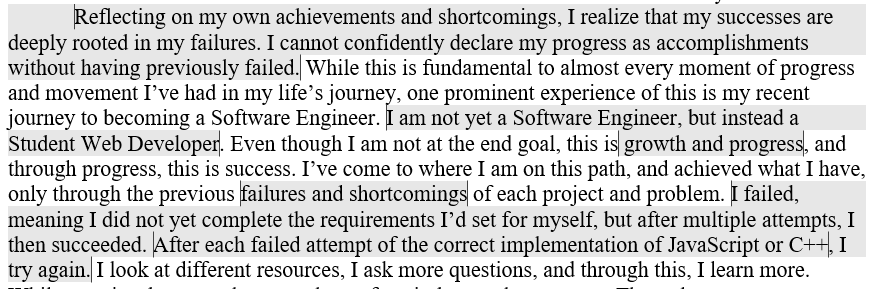 Reflecting on my own achievements and shortcomings, I realize that my successes are
deeply rooted in my failures. I cannot confidently declare my progress as accomplishments
without having previously failed. While this is fundamental to almost every moment of progress
and movement I’ve had in my life’s journey, one prominent experience of this is my recent
journey to becoming a Software Engineer. I am not yet a Software Engineer, but instead a
Student Web Developer. Even though I am not at the end goal, this is growth and progress, and
through progress, this is success. I’ve come to where I am on this path, and achieved what I have,
only through the previous failures and shortcomings of each project and problem. I failed,
meaning I did not yet complete the requirements I’d set for myself, but after multiple attempts, I
then succeeded. After each failed attempt of the correct implementation of JavaScript or C++, I
try again. I look at different resources, I ask more questions, and through this, I learn more.